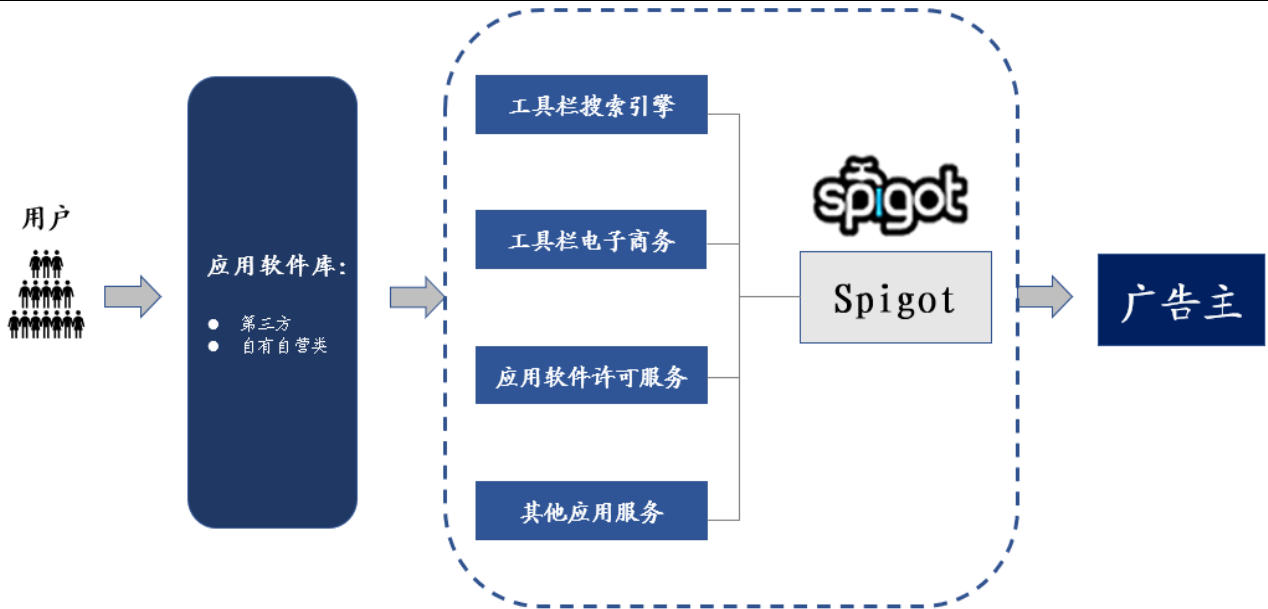 用户
应用软件库:
第三方
自有自营类
工具栏搜索引擎
工具栏电子商务
应用软件许可服务
其他应用服务
spigot
Spigot
广告主